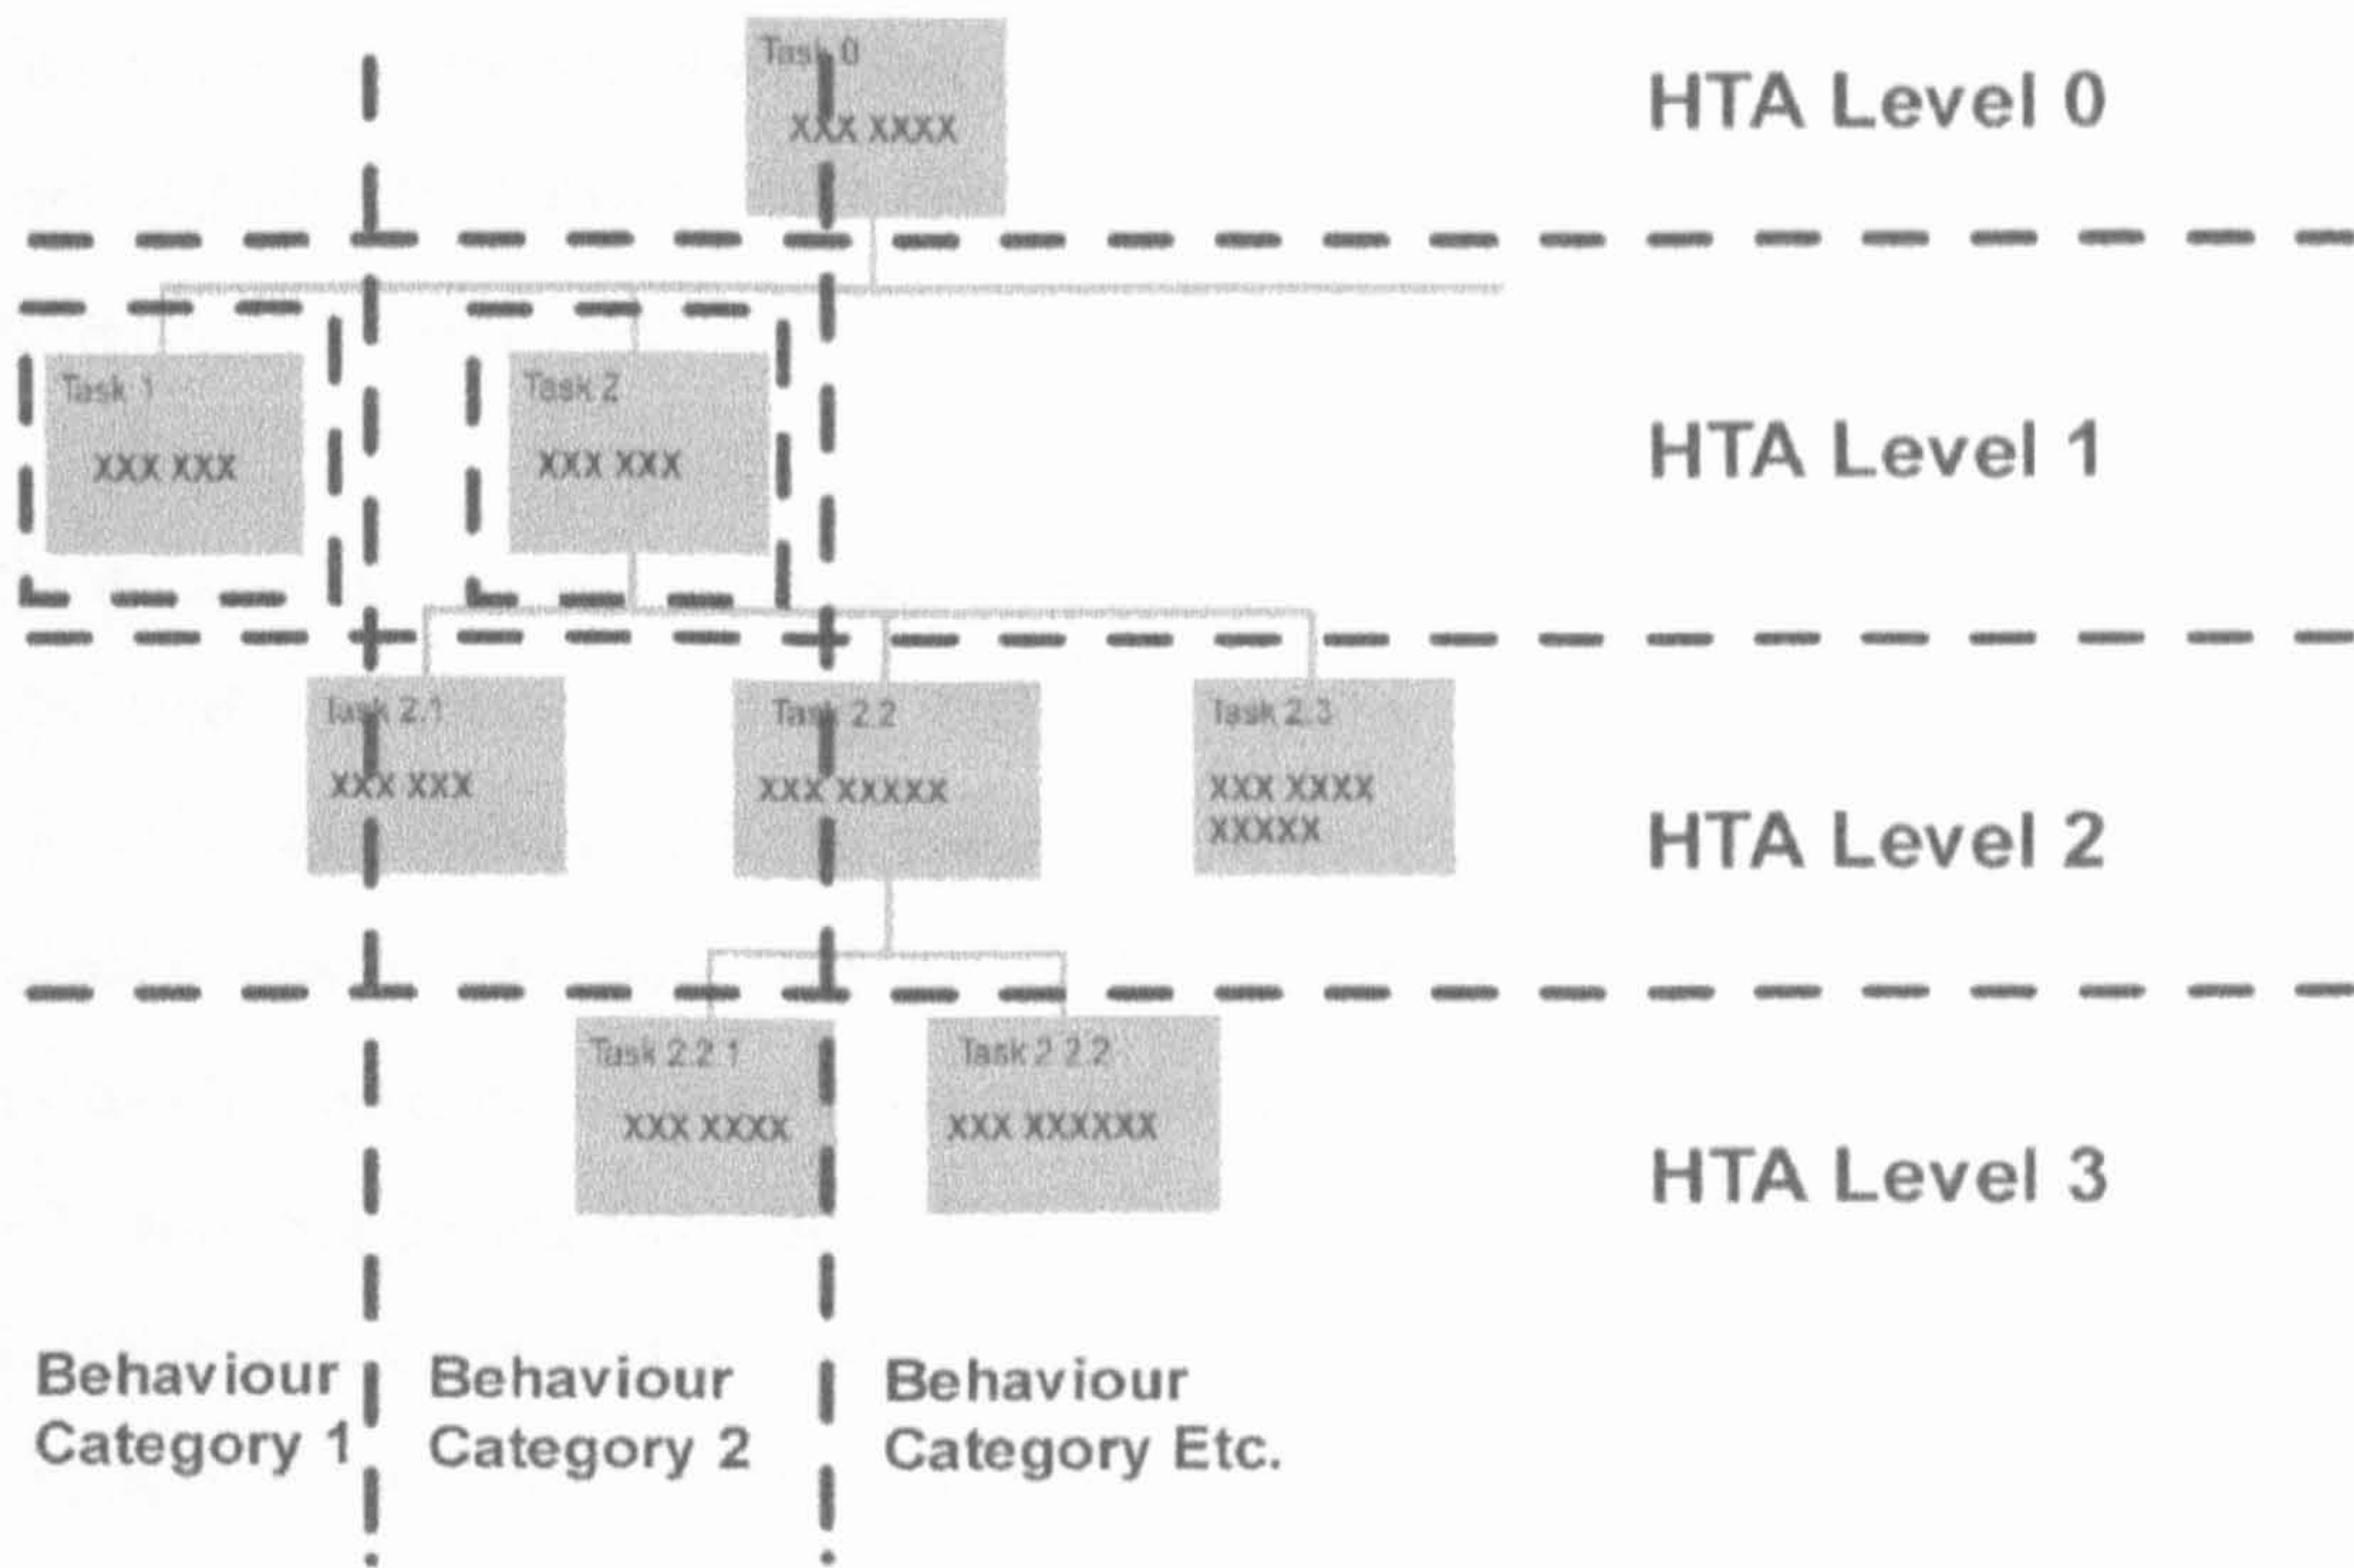 Task 0
XXX XXXX
HTA Level 0
Task 1
XXX XXX
Task 2
XXX XXX
HTA Level 1
Task 2.1
XXX XXX
Task 2.2
XXX XXXXX
Task 2.3
XXX XXXX
XXXXX
HTA Level 2
Task 2.2.1
XXX XXXX
Task 2.2.2
XXX XXXXXX
HTA Level 3
Behaviour
Category 1
Behaviour
Category 2
Behaviour
Category Etc.